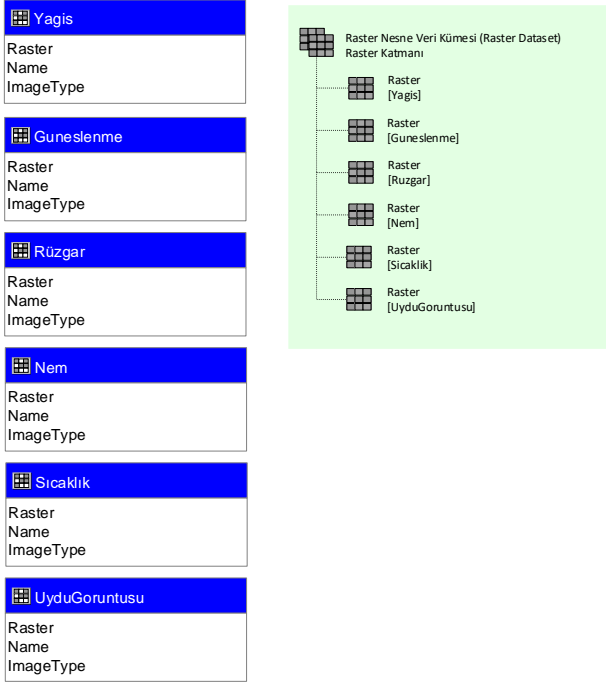 Yagis
Raster
Name
ImageType
Guneslenme
Raster
Name
ImageType
Rüzgar
Raster
Name
ImageType
Nem
Raster
Name
ImageType
Sıcaklık
Raster
Name
ImageType
UyduGoruntusu
Raster
Name
ImageType
Raster Nesne Veri Kümesi (Raster Dataset)
Raster Katmanı
Raster
[Yagis]
Raster
[Guneslenme]
Raster
[Ruzgar]
Raster
[Nem]
Raster
[Sicaklik]
Raster
[UyduGoruntusu]